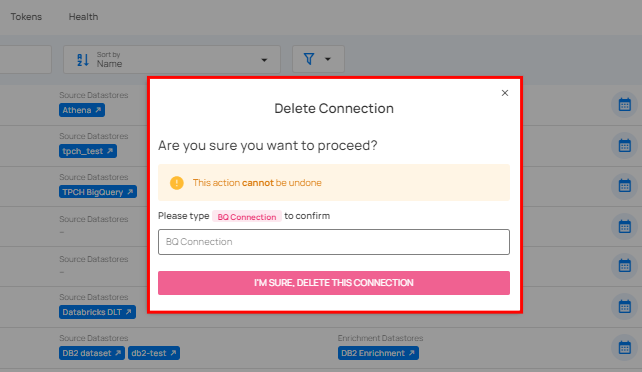 Tokens Health
Sort by
Name
Delete Connection
Are you sure you want to proceed?
This action cannot be undone
Please type BQ Connection to confirm
BQ Connection
I'M SURE, DELETE THIS CONNECTION
Source Datastores
Athena
Source Datastores
tpch_test
Source Datastores
TPCH BigQuery
Source Datastores
–
Source Datastores
–
Source Datastores
Databricks DLT
Source Datastores Enrichment Datastores
DB2 dataset db2-test DB2 Enrichment